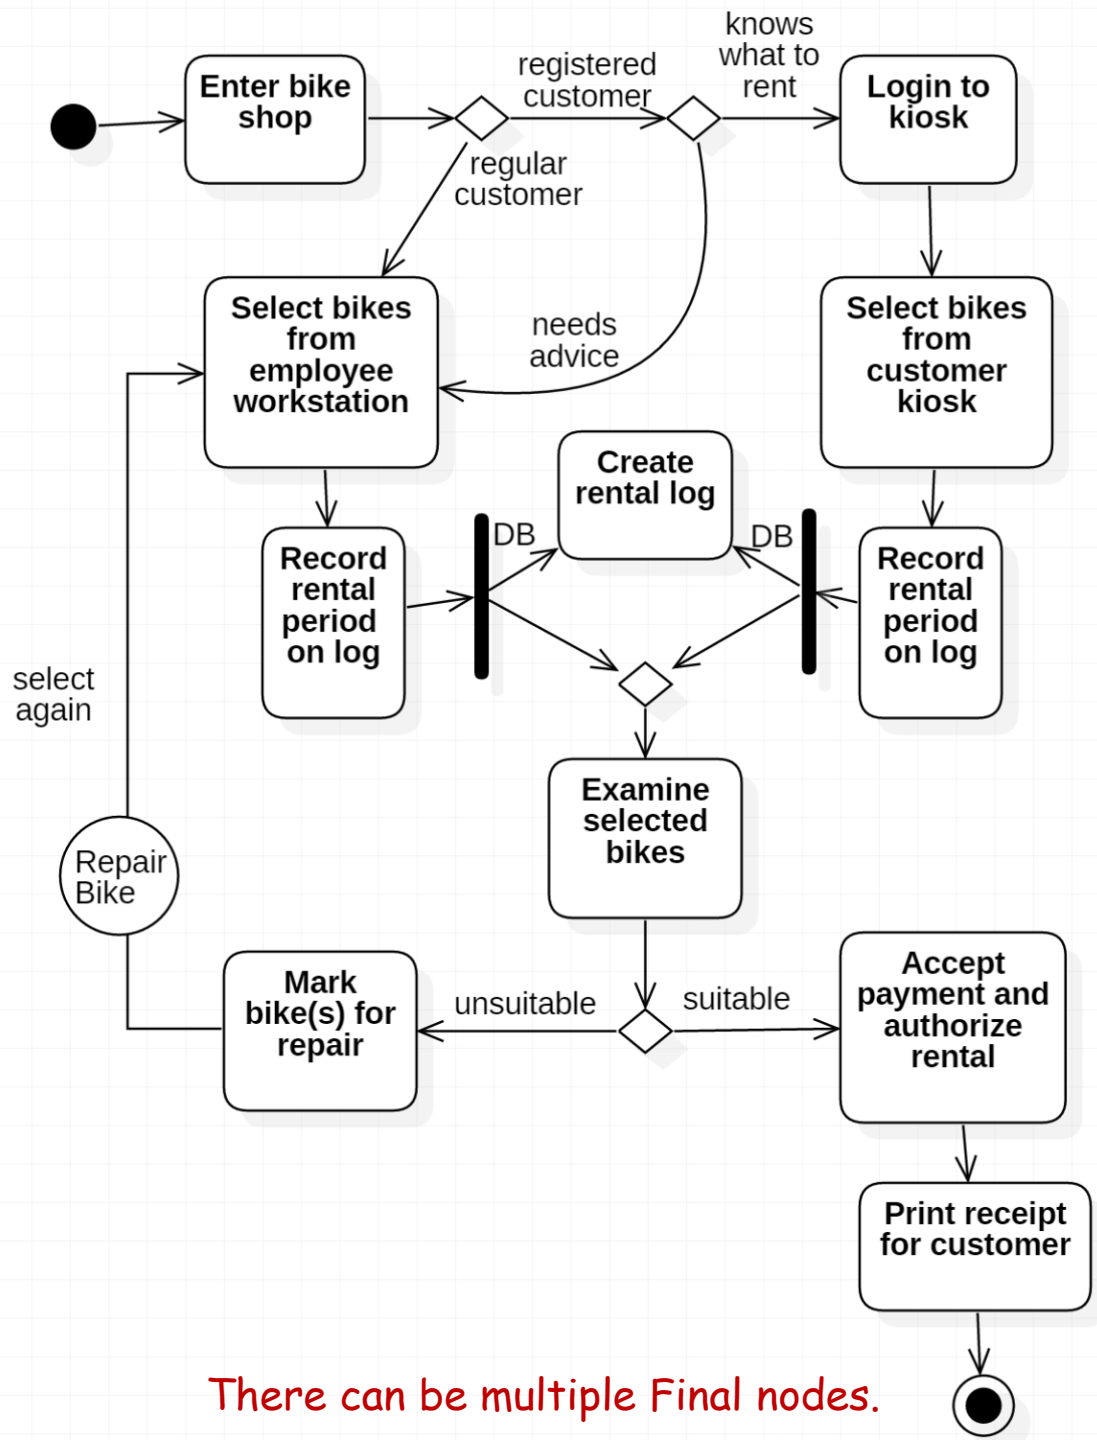 knows
what to
rent
registered
customer
Enter bike
shop
Login to
kiosk
regular
customer
Select bikes
from
employee
workstation
needs
advice
Select bikes
from
customer
kiosk
Create
rental log
DB
DB
Record
rental
period
on log
Record
rental
period
on log
select
again
Examine
selected
bikes
Repair
Bike
Mark
bike(s) for
repair
unsuitable
suitable
Accept
payment and
authorize
rental
Print receipt
for customer
There can be multiple Final nodes.